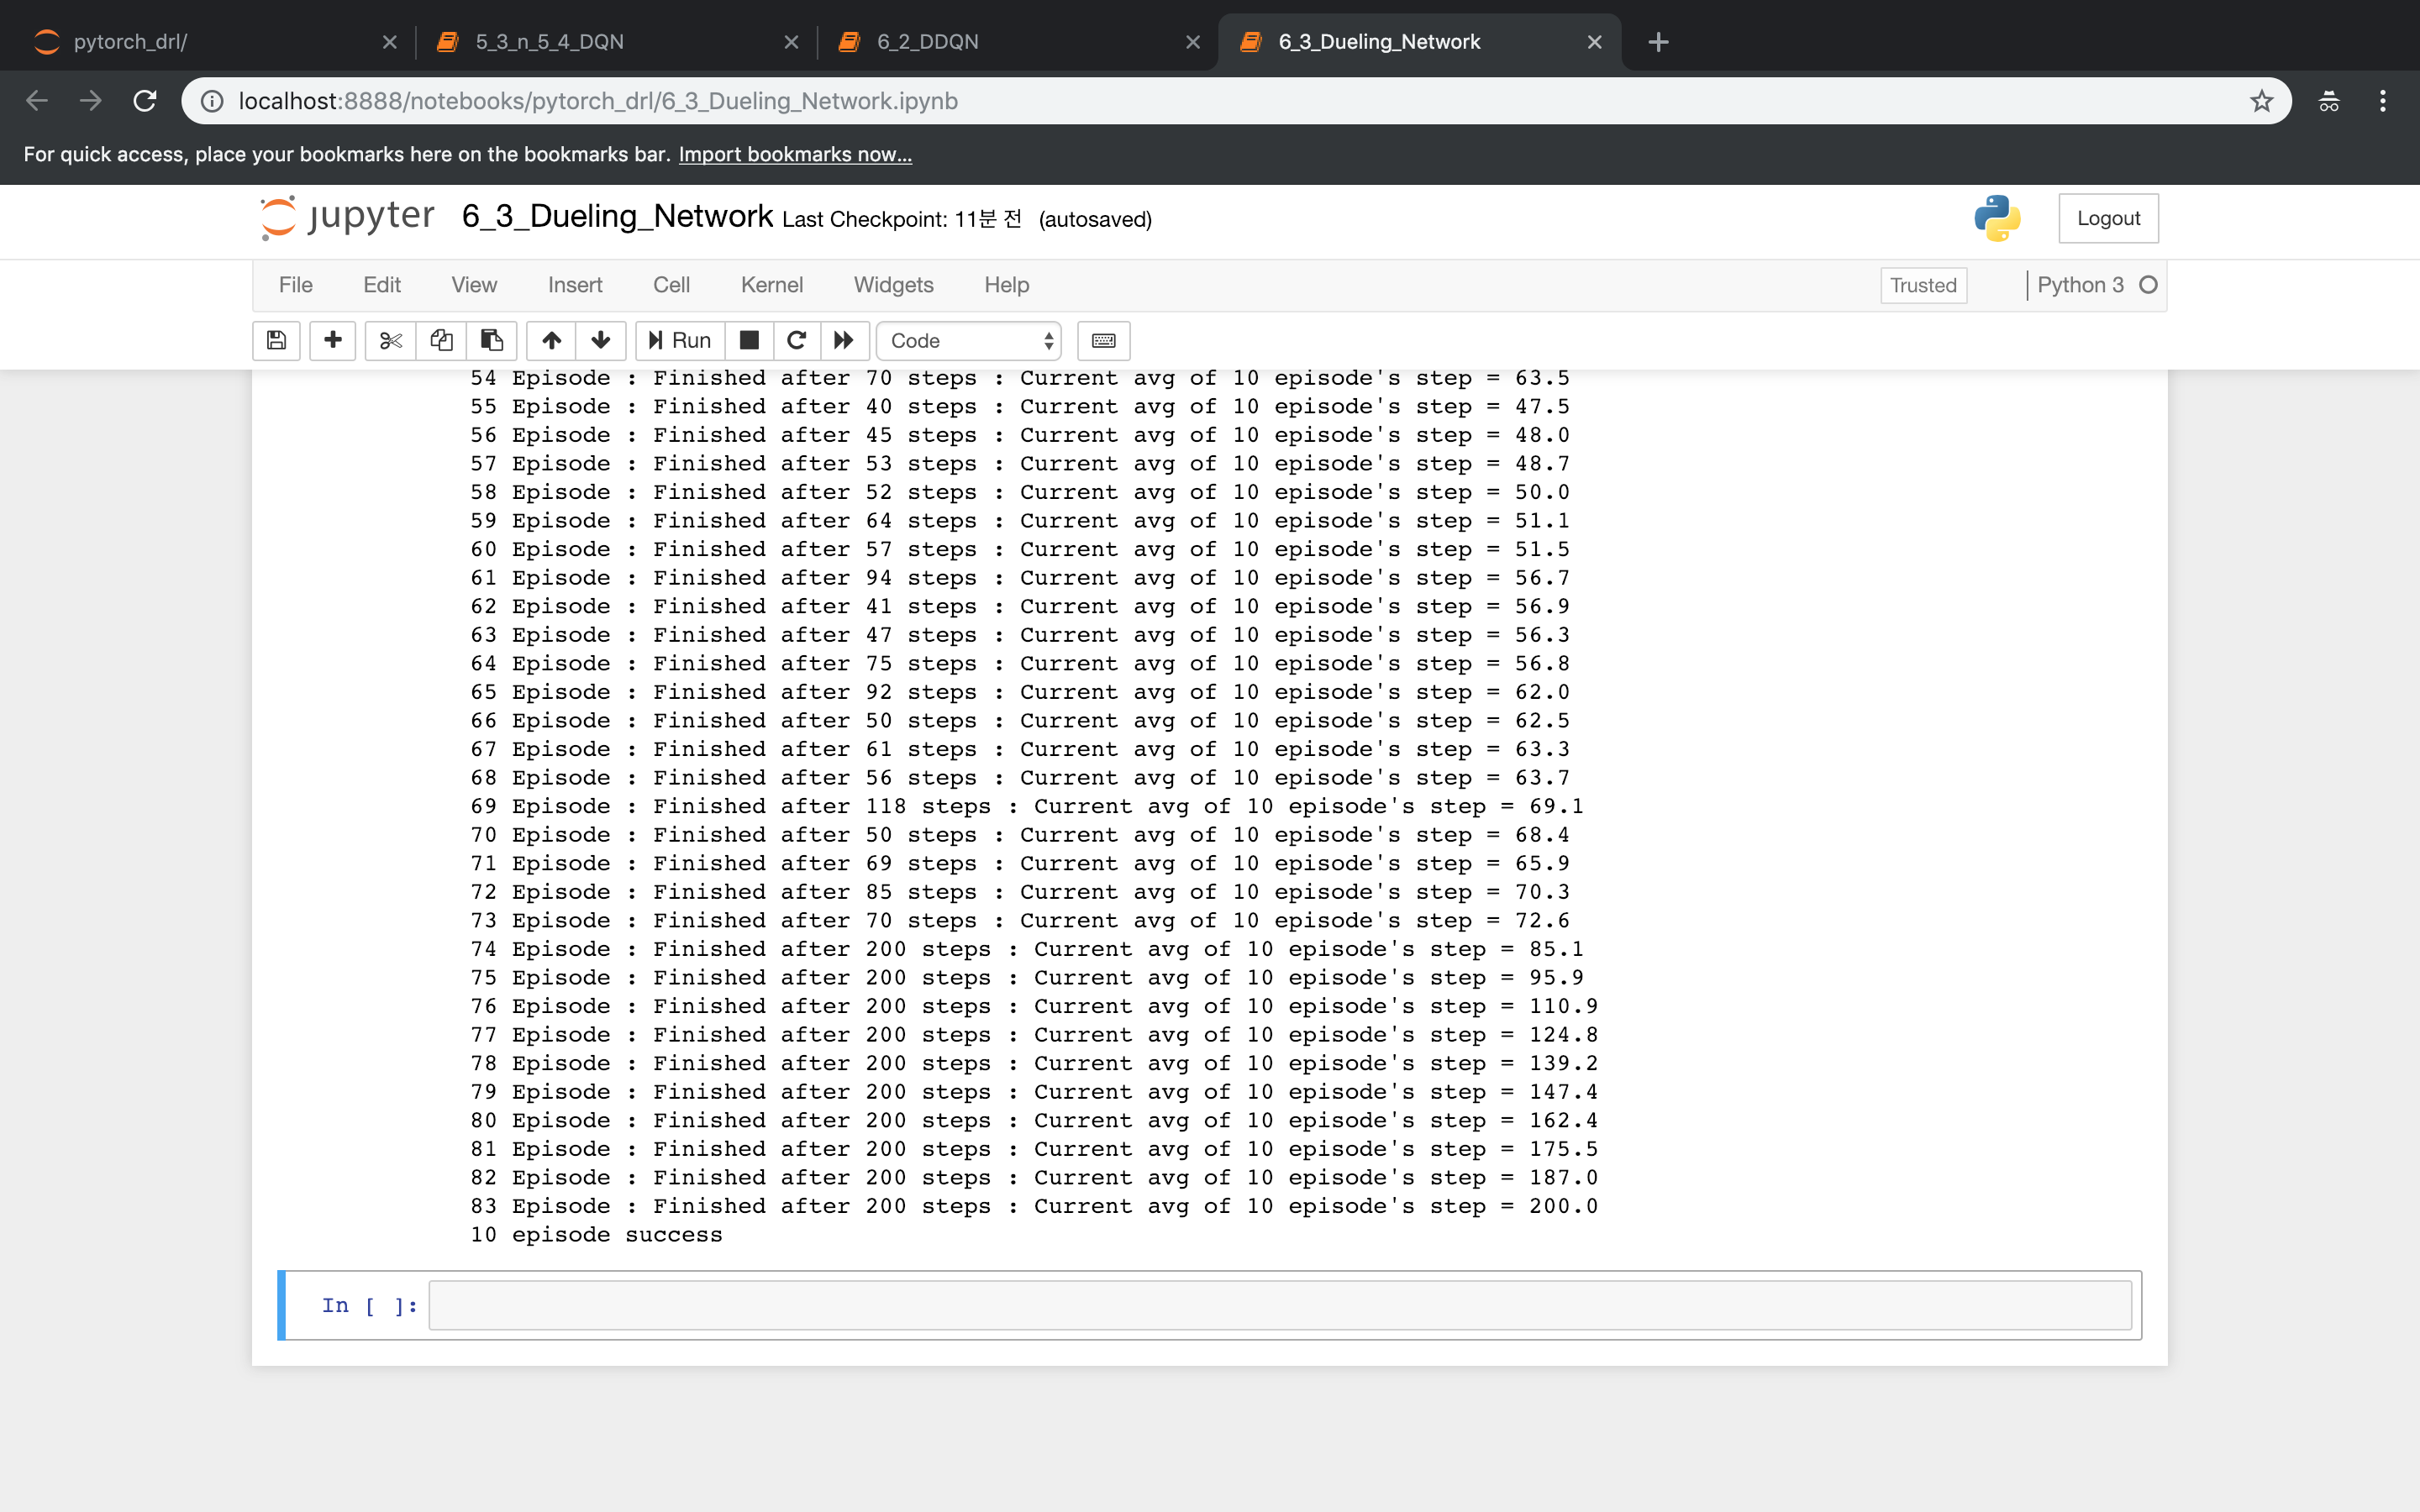 pytorch_drl/
5_3_n_5_4_DQN
6_2_DDQN
6_3_Dueling_Network
localhost:8888/notebooks/pytorch_drl/6_3_Dueling_Network.ipynb
For quick access, place your bookmarks here on the bookmarks bar. Import bookmarks now...
jupyter 6_3_Dueling_Network Last Checkpoint: 11분 전 (autosaved)
Logout
File Edit View Insert Cell Kernel Widgets Help
Trusted
Python 3
Run
Code
54 Episode : Finished after 70 steps : Current avg of 10 episode's step = 63.5
55 Episode : Finished after 40 steps : Current avg of 10 episode's step = 47.5
56 Episode : Finished after 45 steps : Current avg of 10 episode's step = 48.0
57 Episode : Finished after 53 steps : Current avg of 10 episode's step = 48.7
58 Episode : Finished after 52 steps : Current avg of 10 episode's step = 50.0
59 Episode : Finished after 64 steps : Current avg of 10 episode's step = 51.1
60 Episode : Finished after 57 steps : Current avg of 10 episode's step = 51.5
61 Episode : Finished after 94 steps : Current avg of 10 episode's step = 56.7
62 Episode : Finished after 41 steps : Current avg of 10 episode's step = 56.9
63 Episode : Finished after 47 steps : Current avg of 10 episode's step = 56.3
64 Episode : Finished after 75 steps : Current avg of 10 episode's step = 56.8
65 Episode : Finished after 92 steps : Current avg of 10 episode's step = 62.0
66 Episode : Finished after 50 steps : Current avg of 10 episode's step = 62.5
67 Episode : Finished after 61 steps : Current avg of 10 episode's step = 63.3
68 Episode : Finished after 56 steps : Current avg of 10 episode's step = 63.7
69 Episode : Finished after 118 steps : Current avg of 10 episode's step = 69.1
70 Episode : Finished after 50 steps : Current avg of 10 episode's step = 68.4
71 Episode : Finished after 69 steps : Current avg of 10 episode's step = 65.9
72 Episode : Finished after 85 steps : Current avg of 10 episode's step = 70.3
73 Episode : Finished after 70 steps : Current avg of 10 episode's step = 72.6
74 Episode : Finished after 200 steps : Current avg of 10 episode's step = 85.1
75 Episode : Finished after 200 steps : Current avg of 10 episode's step = 95.9
76 Episode : Finished after 200 steps : Current avg of 10 episode's step = 110.9
77 Episode : Finished after 200 steps : Current avg of 10 episode's step = 124.8
78 Episode : Finished after 200 steps : Current avg of 10 episode's step = 139.2
79 Episode : Finished after 200 steps : Current avg of 10 episode's step = 147.4
80 Episode : Finished after 200 steps : Current avg of 10 episode's step = 162.4
81 Episode : Finished after 200 steps : Current avg of 10 episode's step = 175.5
82 Episode : Finished after 200 steps : Current avg of 10 episode's step = 187.0
83 Episode : Finished after 200 steps : Current avg of 10 episode's step = 200.0
10 episode success
In [ ]: